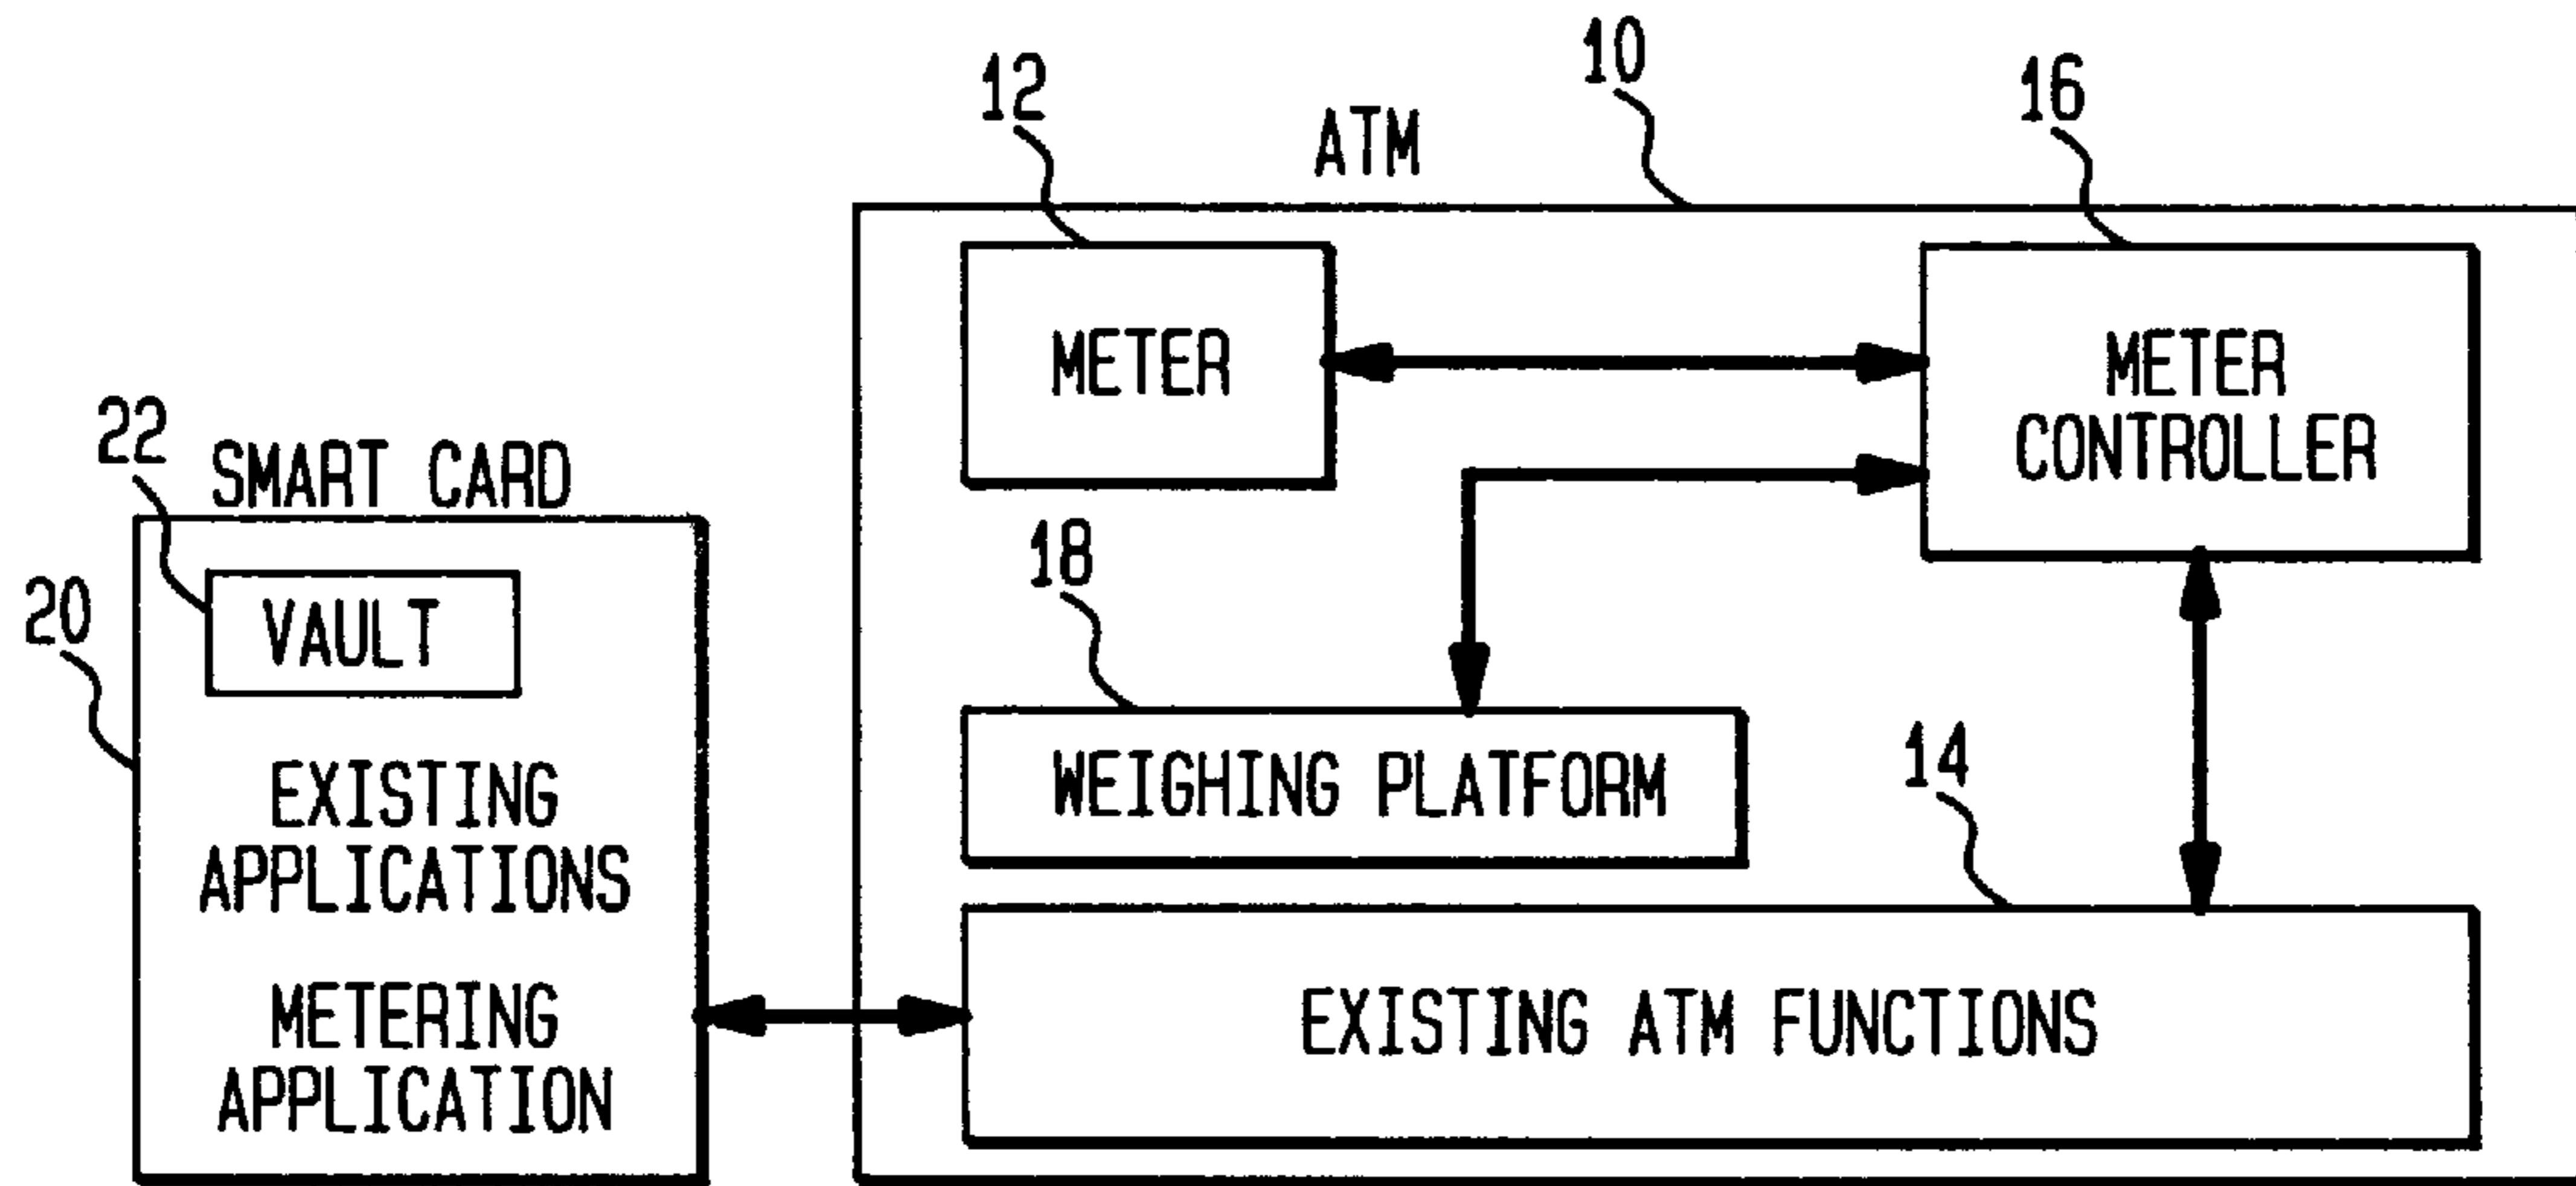 10
12
16
ATM
METER
METER
CONTROLLER
22
SMART CARD
18
20
VAULT
14
WEIGHING PLATFORM
EXISTING
APPLICATIONS
METERING
APPLICATION
EXISTING ATM FUNCTIONS